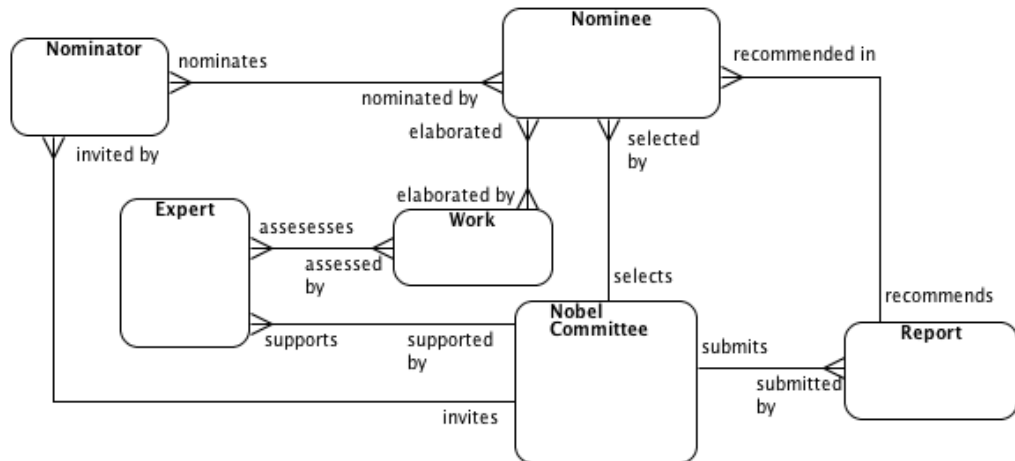 Nominator
Nominee
nominates
recommended in
nominated by
elaborated
selected
by
invited by
elaborated by
Expert
Work
assesesses
assessed
by
selects
recommends
Nobel
Committee
Report
supports
supported
by
submits
submitted
by
invites